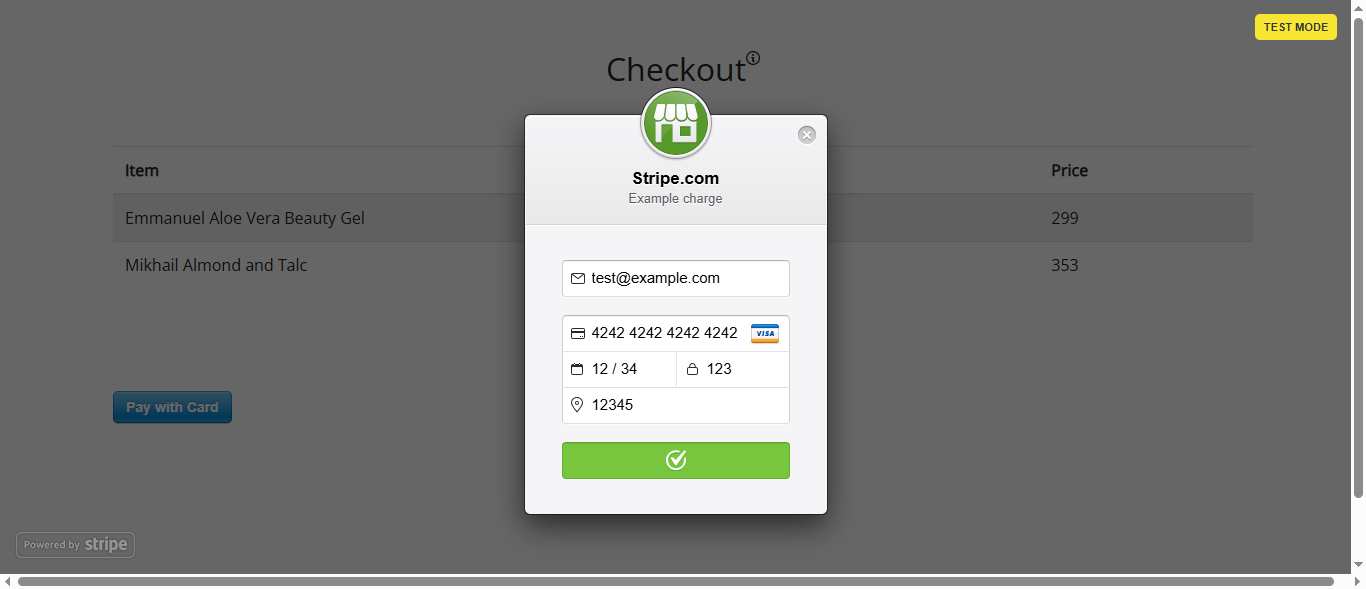 TEST MODE
Checkout
Stripe.com
Example charge
Item Price
Emmanuel Aloe Vera Beauty Gel 299
Mikhail Almond and Talc 353
test@example.com
4242 4242 4242 4242 VISA
12 / 34 123
12345
Pay with Card
Powered by stripe